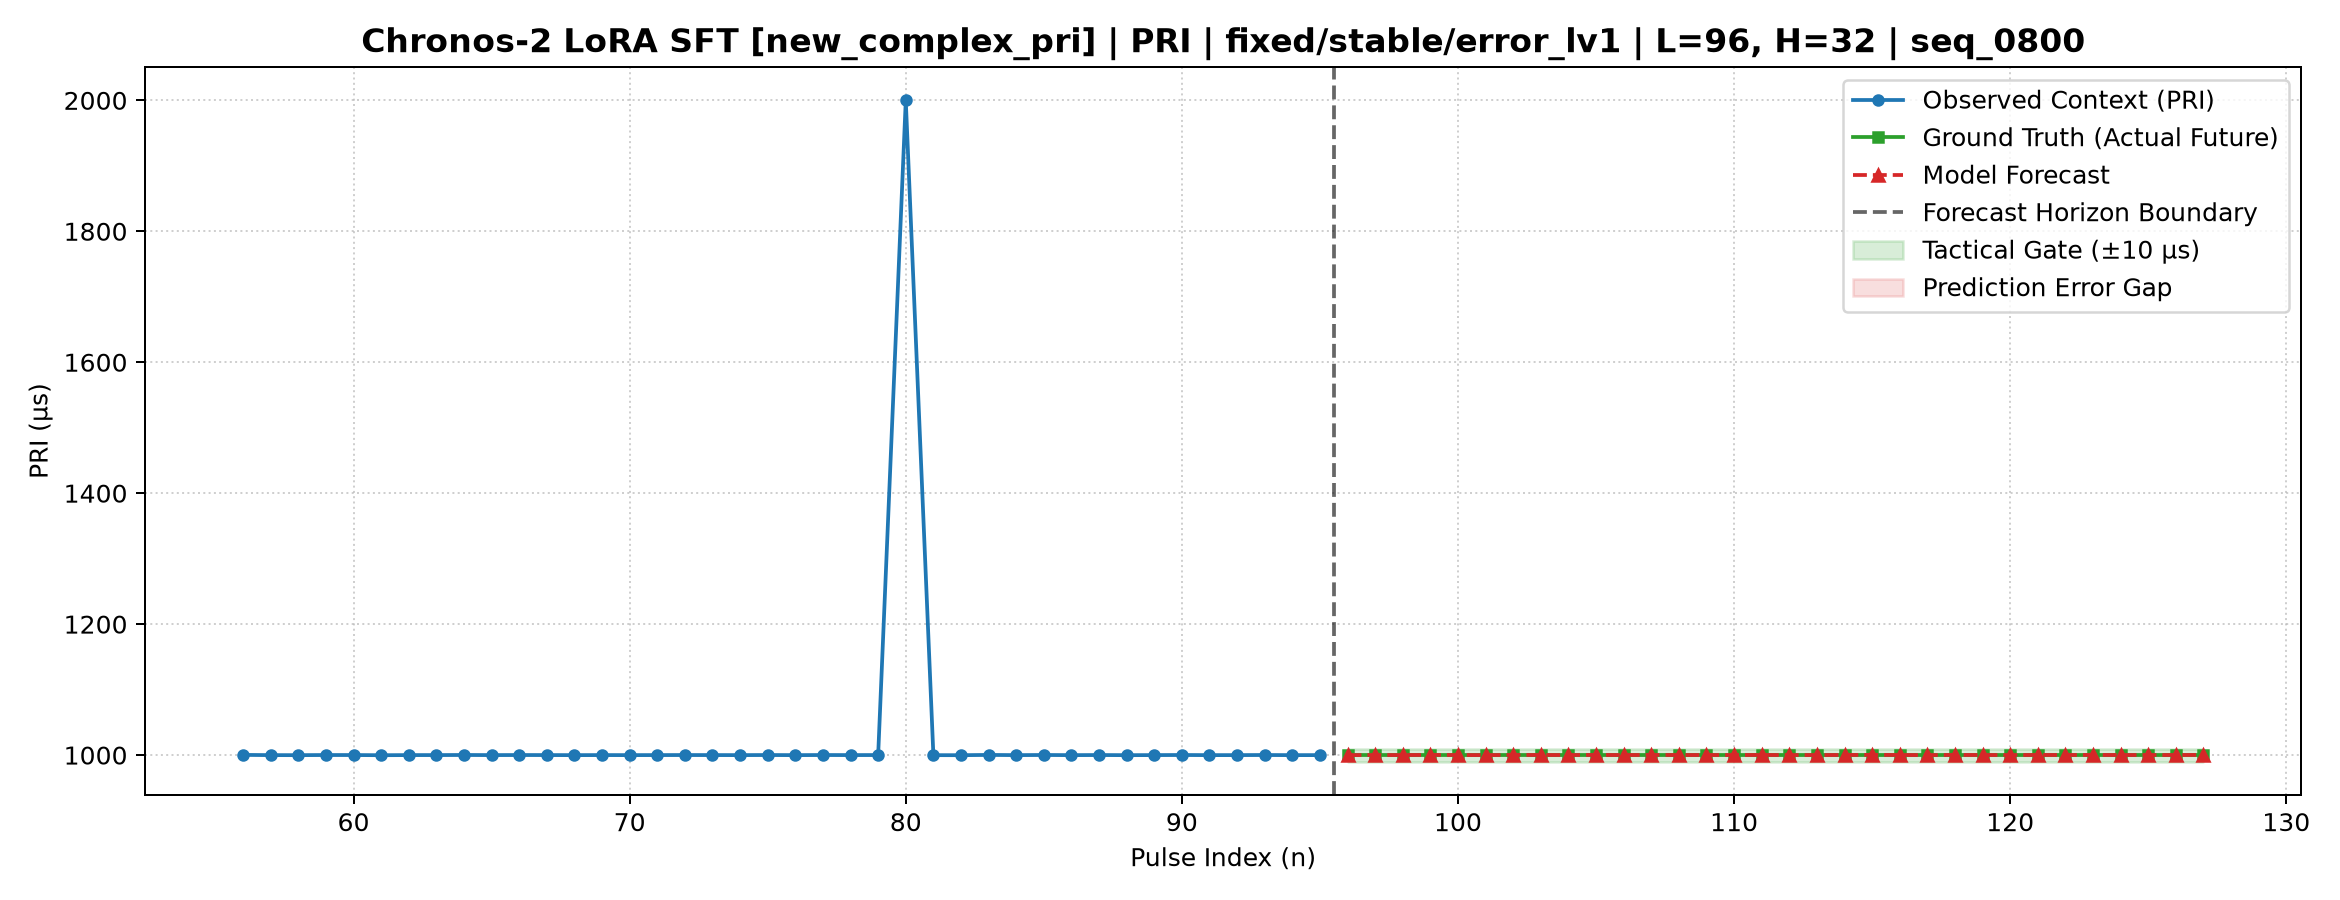 Chronos-2 LoRA SFT [new_complex_pri] | PRI | fixed/stable/error_lv1 | L=96, H=32 | seq_0800
2000
1800
1600
1400
1200
1000
PRI (µs)
Observed Context (PRI)
Ground Truth (Actual Future)
Model Forecast
Forecast Horizon Boundary
Tactical Gate (±10 µs)
Prediction Error Gap
60 70 80 90 100 110 120 130
Pulse Index (n)